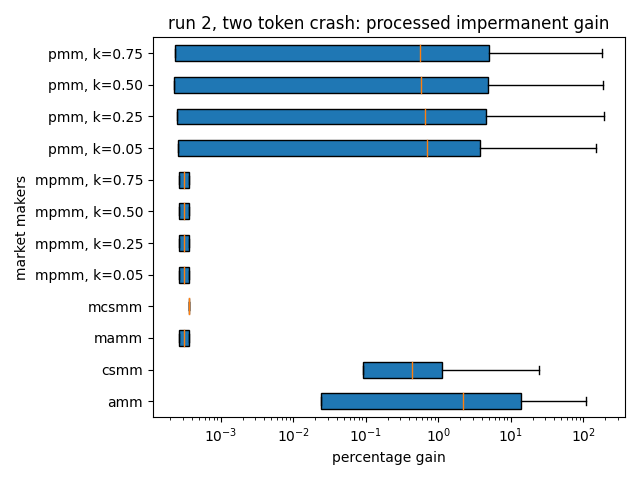 run 2, two token crash: processed impermanent gain
market makers
pmm, k=0.75
pmm, k=0.50
pmm, k=0.25
pmm, k=0.05
mpmm, k=0.75
mpmm, k=0.50
mpmm, k=0.25
mpmm, k=0.05
mcsmm
mamm
csmm
amm
10⁻³ 10⁻² 10⁻¹ 10⁰ 10¹ 10²
percentage gain